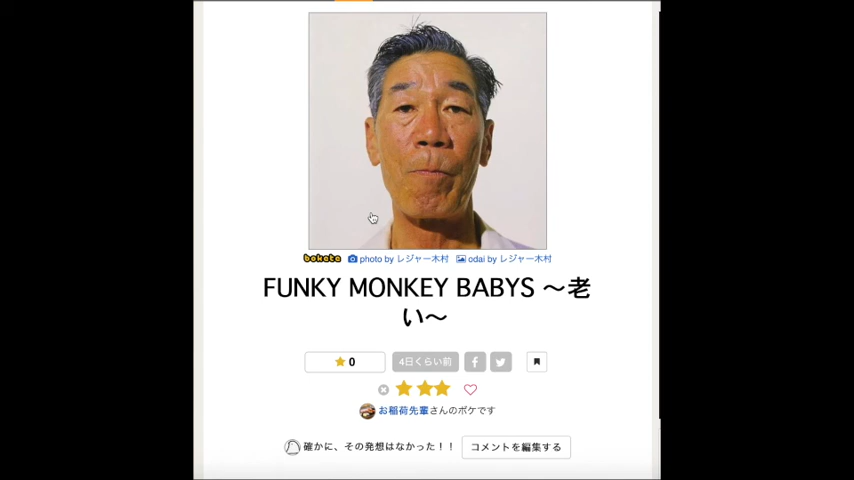 bokete photo by レジャー木村 odai by レジャー木村
FUNKY MONKEY BABYS 〜老
い〜
0 4日くらい前
お稲荷先輩さんのボケです
確かに、その発想はなかった！！ コメントを編集する